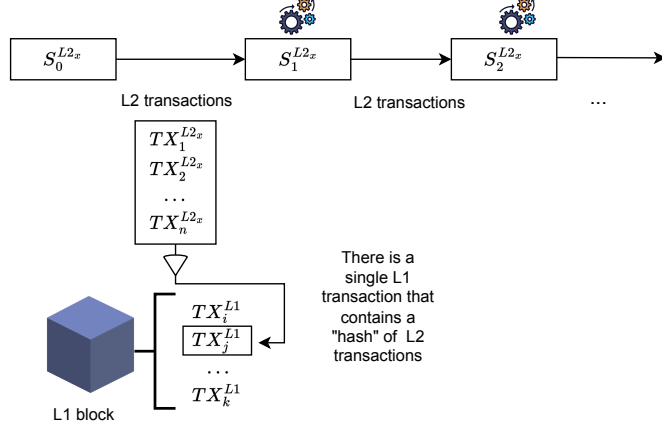 $S_0^{L2_x}$
$S_1^{L2_x}$
$S_2^{L2_x}$
L2 transactions
L2 transactions
...
$TX_1^{L2_x}$
$TX_2^{L2_x}$
...
$TX_n^{L2_x}$
There is a
single L1
transaction that
contains a
"hash" of L2
transactions
$TX_i^{L1}$
$TX_j^{L1}$
...
$TX_k^{L1}$
L1 block